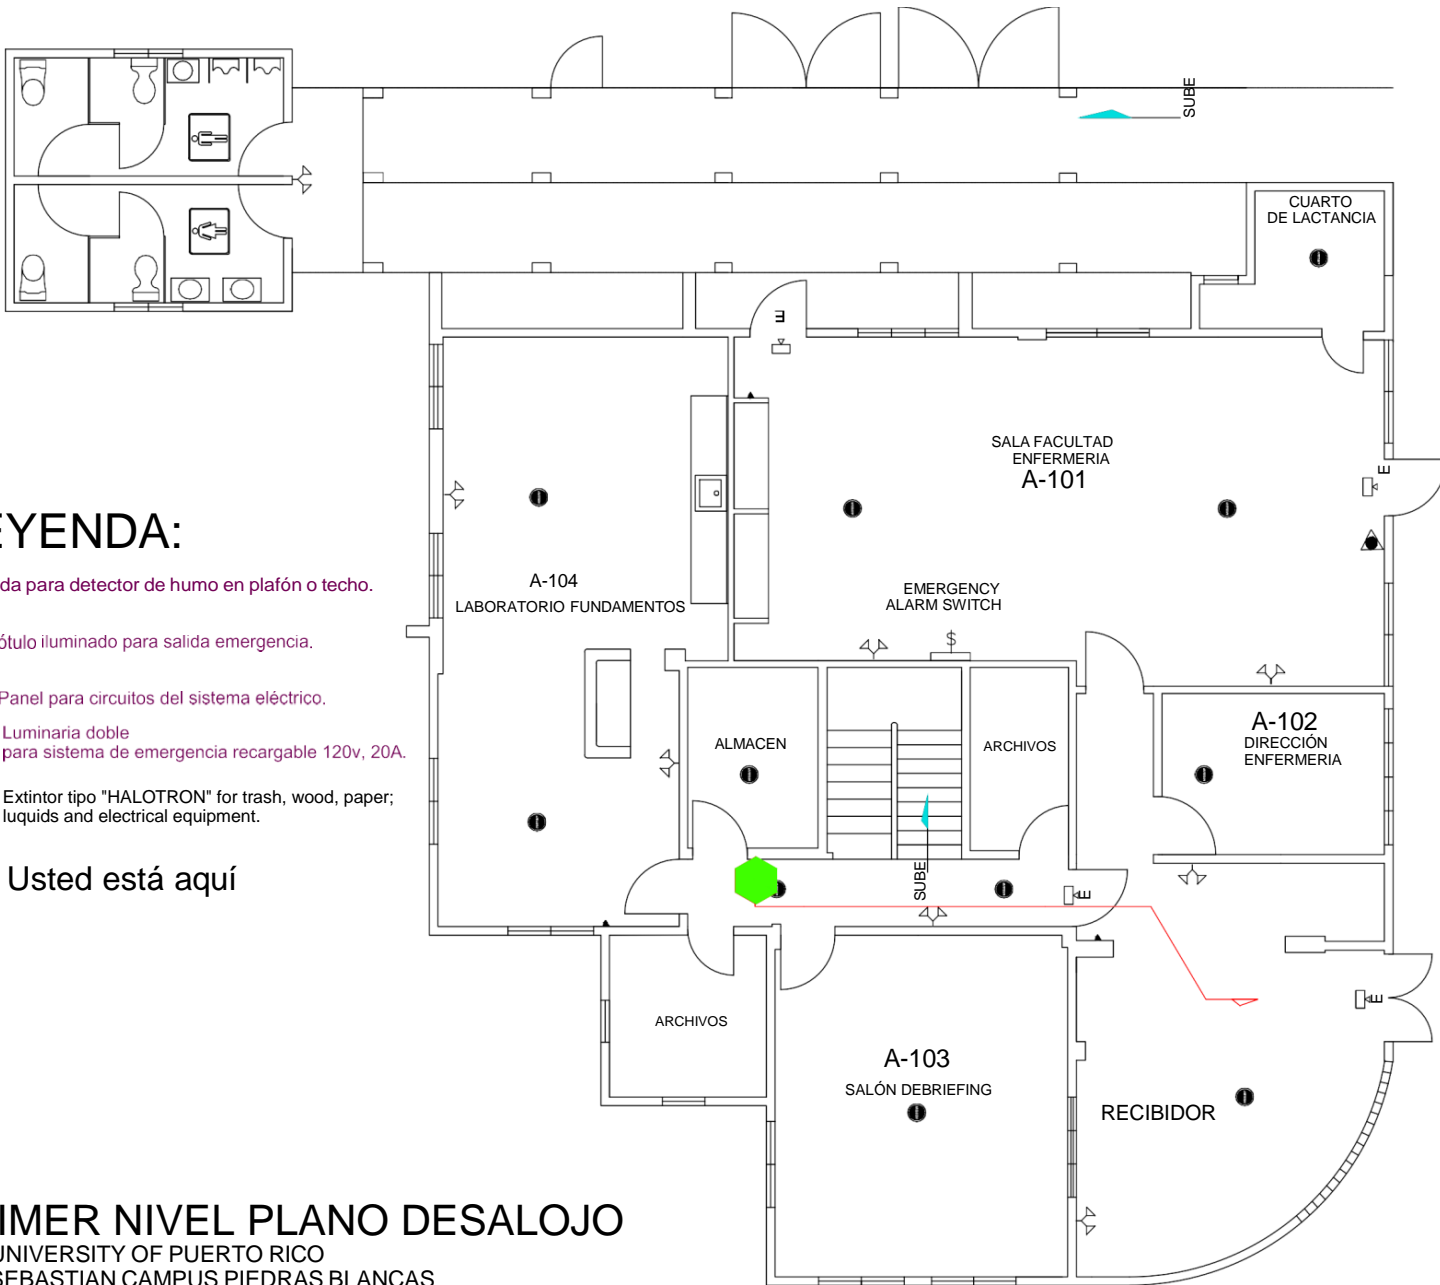 SUBE
CUARTO
DE LACTANCIA
E
SALA FACULTAD
ENFERMERIA
A-101
E
EYENDA:
da para detector de humo en plafón o techo.
A-104
LABORATORIO FUNDAMENTOS
EMERGENCY
ALARM SWITCH
$
ótulo iluminado para salida emergencia.
Panel para circuitos del sistema eléctrico.
Luminaria doble
para sistema de emergencia recargable 120v, 20A.
ALMACEN
ARCHIVOS
A-102
DIRECCIÓN
ENFERMERIA
Extintor tipo "HALOTRON" for trash, wood, paper;
luquids and electrical equipment.
Usted está aquí
SUBE
E
E
ARCHIVOS
A-103
SALÓN DEBRIEFING
RECIBIDOR
IMER NIVEL PLANO DESALOJO
UNIVERSITY OF PUERTO RICO
SEBASTIAN CAMPUS PIEDRAS BLANCAS